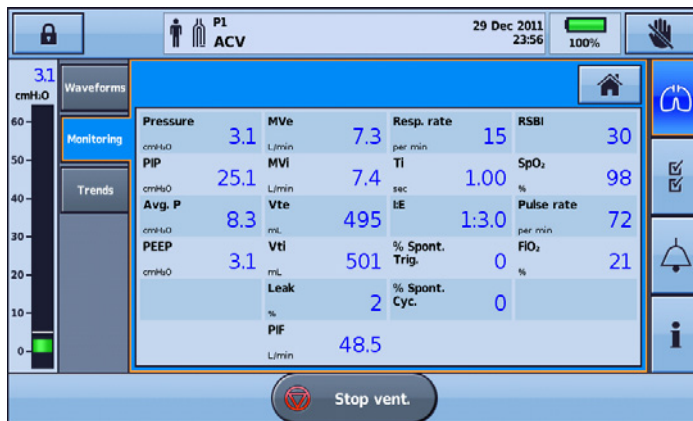 P1
ACV
29 Dec 2011
23:56
100%
3.1
cmH₂O
60
50
40
30
20
10
0
Waveforms
Monitoring
Trends
Pressure
cmH₂O
3.1
MVe
L/min
7.3
Resp. rate
per min
15
RSBI
30
PIP
cmH₂O
25.1
MVi
L/min
7.4
Ti
sec
1.00
SpO₂
%
98
Avg. P
cmH₂O
8.3
Vte
mL
495
I:E
1:3.0
Pulse rate
per min
72
PEEP
cmH₂O
3.1
Vti
mL
501
% Spont.
Trig.
0
FiO₂
%
21
Leak
%
2
% Spont.
Cyc.
0
PIF
L/min
48.5
i
Stop vent.